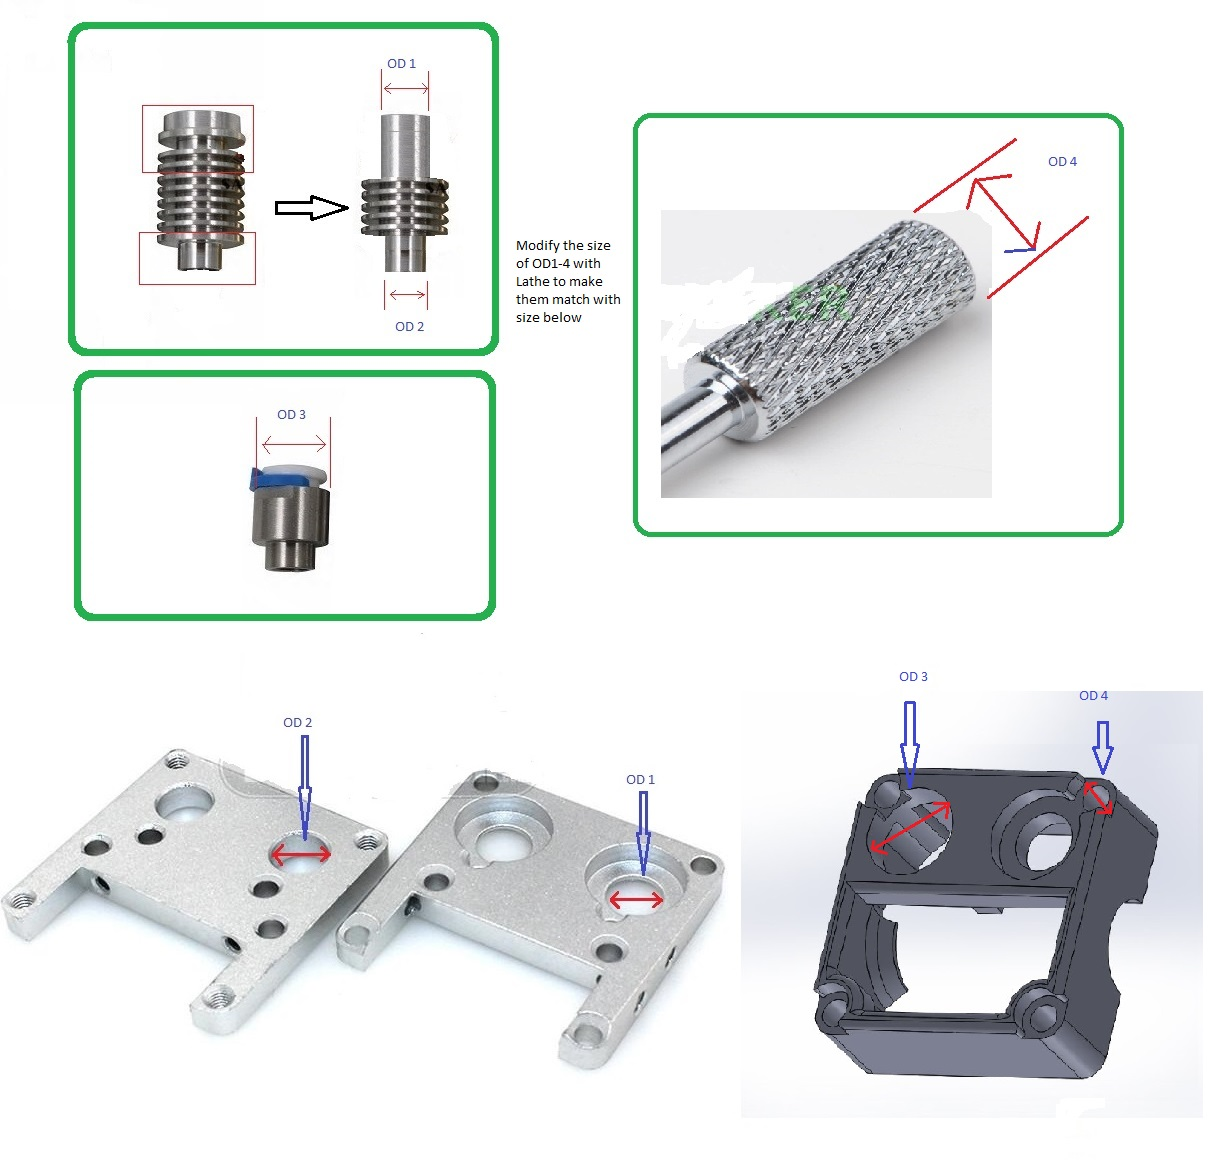 OD 1
OD 4
Modify the size
of OD1-4 with
Lathe to make
them match with
size below
OD 2
OD 3
OD 3
OD 4
OD 2
OD 1